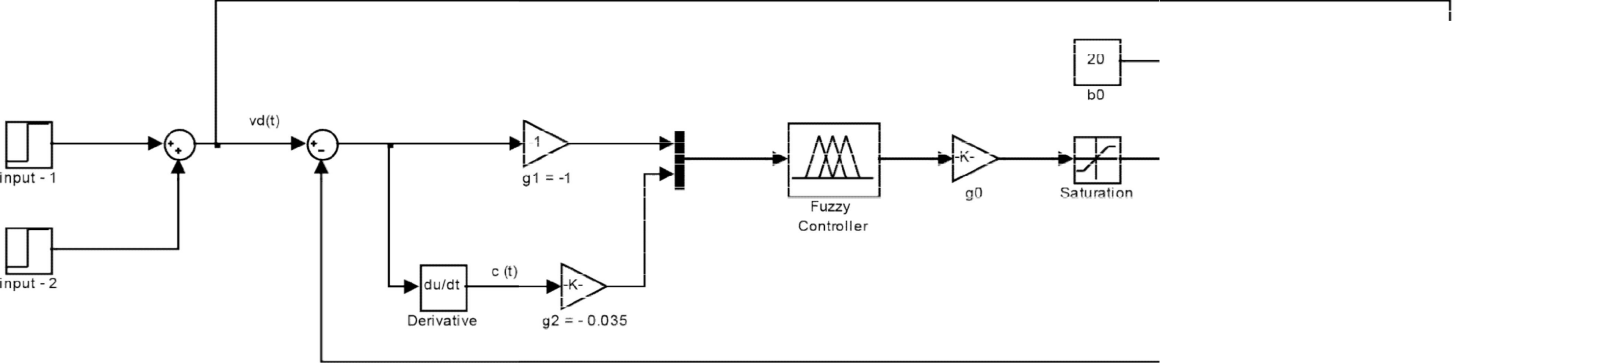 20
b0
vd(t)
input - 1
1
g1 = -1
-K-
g0
Saturation
Fuzzy
Controller
input - 2
du/dt
Derivative
c (t)
-K-
g2 = - 0.035